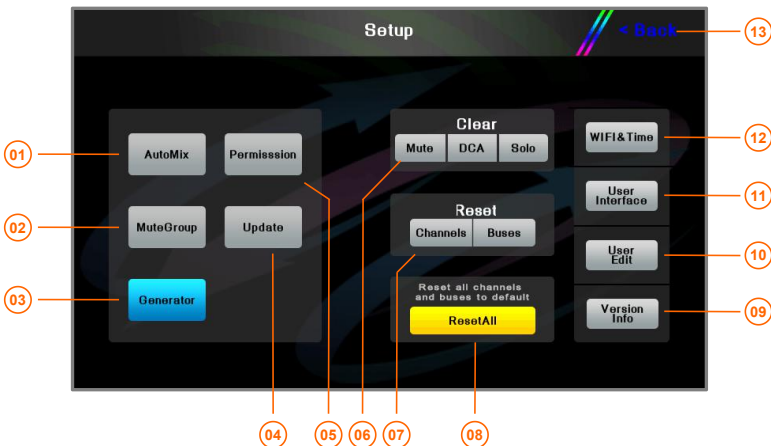 Setup
< Back
13
Clear
Mute DCA Solo
WIFI&Time
12
01
AutoMix
Permisssion
User
Interface
11
Reset
Channels Buses
02
MuteGroup
Update
User
Edit
10
Reset all channels
and buses to default
ResetAll
03
Generator
Version
Info
09
04
05
06
07
08